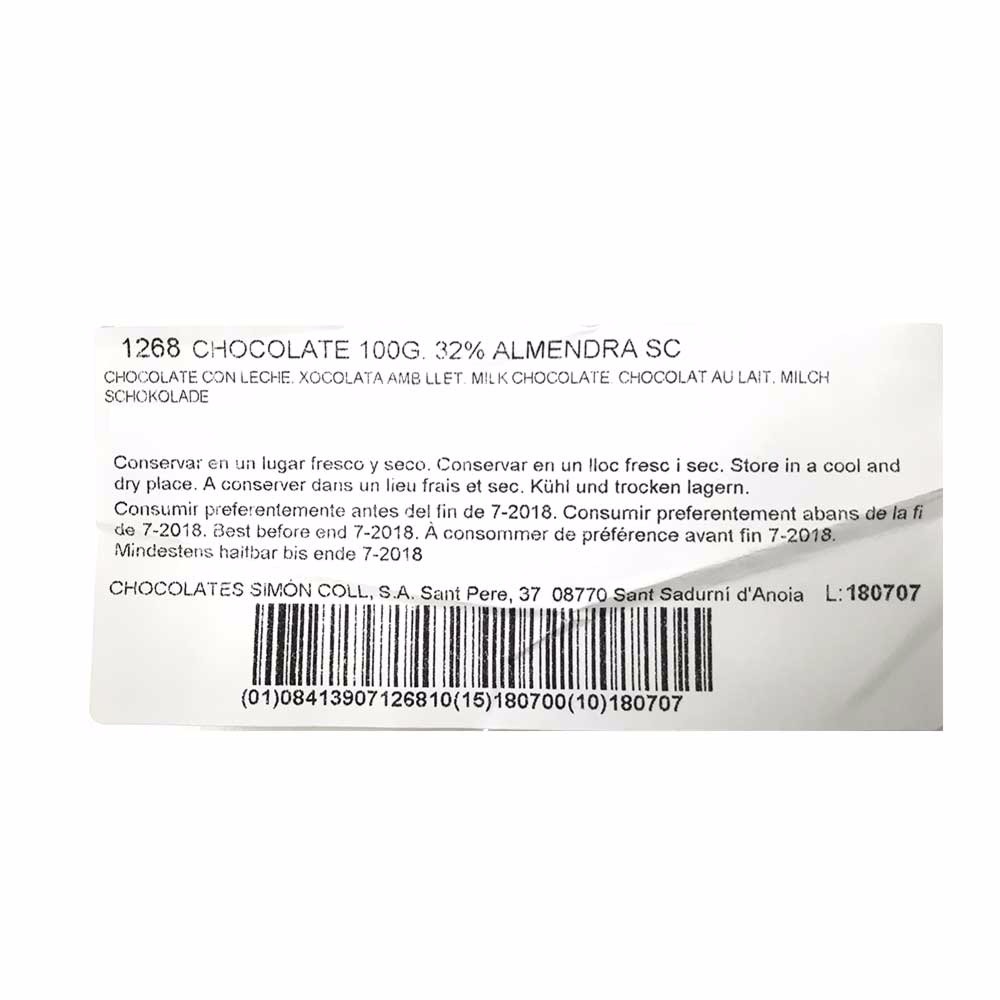 1268 CHOCOLATE 100G. 32% ALMENDRA SC
CHOCOLATE CON LECHE. XOCOLATA AMB LLET. MILK CHOCOLATE. CHOCOLAT AU LAIT. MILCH
SCHOKOLADE
Conservar en un lugar fresco y seco. Conservar en un lloc fresc i sec. Store in a cool and
dry place. A conserver dans un lieu frais et sec. Kühl und trocken lagern.
Consumir preferentemente antes del fin de 7-2018. Consumir preferentement abans de la fi
de 7-2018. Best before end 7-2018. À consommer de préférence avant fin 7-2018.
Mindestens haltbar bis ende 7-2018
CHOCOLATES SIMÓN COLL, S.A. Sant Pere, 37 08770 Sant Sadurní d'Anoia L:180707
(01)08413907126810(15)180700(10)180707